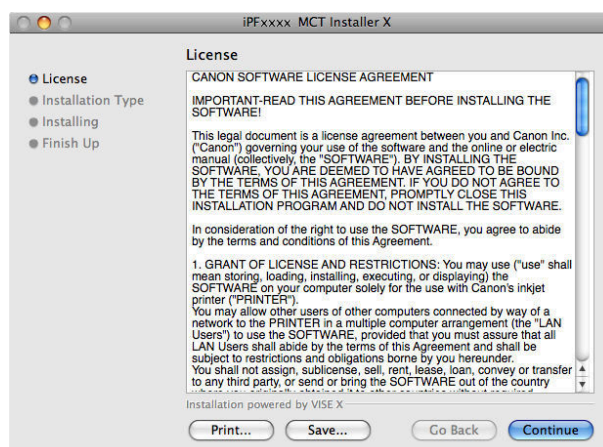 iPFxxxx MCT Installer X
License
License
Installation Type
Installing
Finish Up
CANON SOFTWARE LICENSE AGREEMENT
IMPORTANT-READ THIS AGREEMENT BEFORE INSTALLING THE
SOFTWARE!
This legal document is a license agreement between you and Canon Inc.
("Canon") governing your use of the software and the online or electric
manual (collectively, the "SOFTWARE"). BY INSTALLING THE
SOFTWARE, YOU ARE DEEMED TO HAVE AGREED TO BE BOUND
BY THE TERMS OF THIS AGREEMENT. IF YOU DO NOT AGREE TO
THE TERMS OF THIS AGREEMENT, PROMPTLY CLOSE THIS
INSTALLATION PROGRAM AND DO NOT INSTALL THE SOFTWARE.
In consideration of the right to use the SOFTWARE, you agree to abide
by the terms and conditions of this Agreement.
1. GRANT OF LICENSE AND RESTRICTIONS: You may use ("use" shall
mean storing, loading, installing, executing, or displaying) the
SOFTWARE on your computer solely for the use with Canon's inkjet
printer ("PRINTER").
You may allow other users of other computers connected by way of a
network to the PRINTER in a multiple computer arrangement (the "LAN
Users") to use the SOFTWARE, provided that you must assure that all
LAN Users shall abide by the terms of this Agreement and shall be
subject to restrictions and obligations borne by you hereunder.
You shall not assign, sublicense, sell, rent, lease, loan, convey or transfer
to any third party, or send or bring the SOFTWARE out of the country
Installation powered by VISE X
Print...
Save...
Go Back
Continue